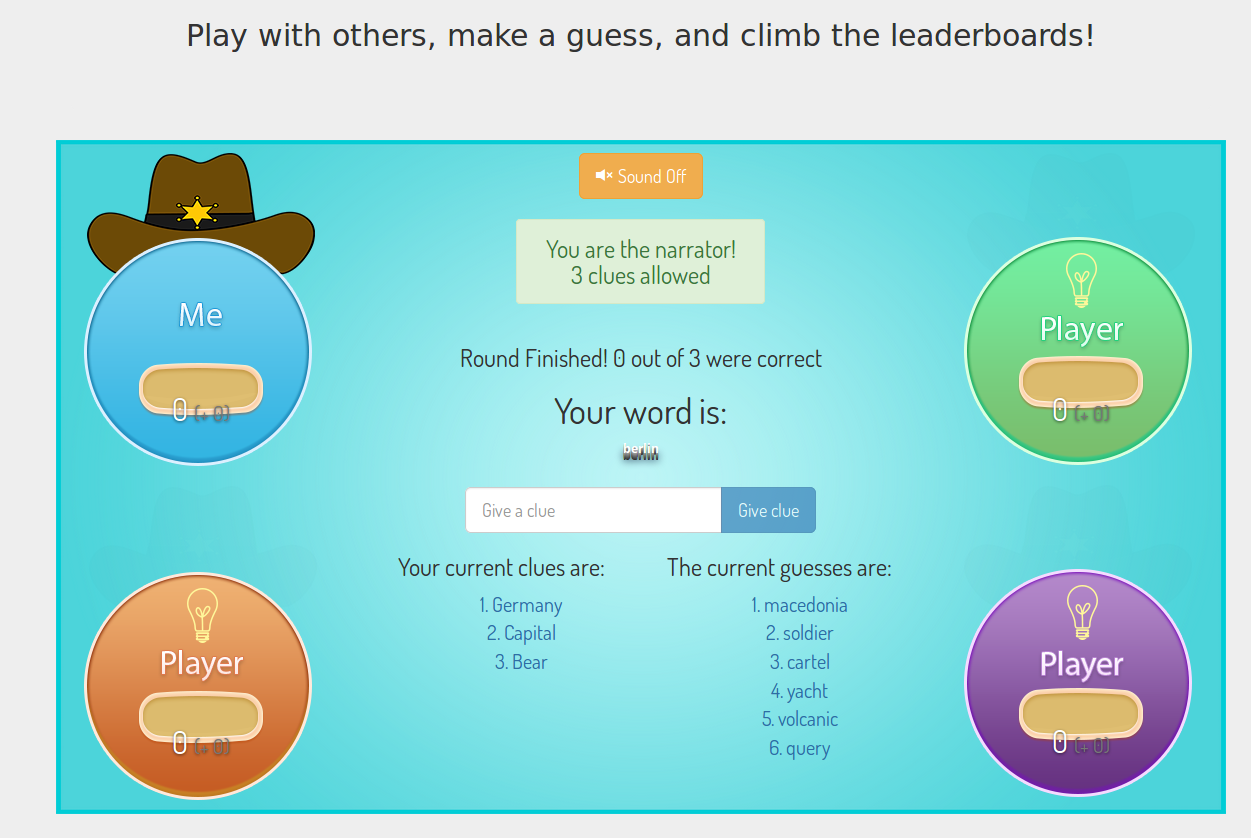 Play with others, make a guess, and climb the leaderboards!
Sound Off
You are the narrator!
3 clues allowed
Me
0 (+ 0)
Player
0 (+ 0)
Round Finished! 0 out of 3 were correct
Your word is:
berlin
Give a clue
Give clue
Your current clues are:
1. Germany
2. Capital
3. Bear
The current guesses are:
1. macedonia
2. soldier
3. cartel
4. yacht
5. volcanic
6. query
Player
0 (+ 0)
Player
0 (+ 0)